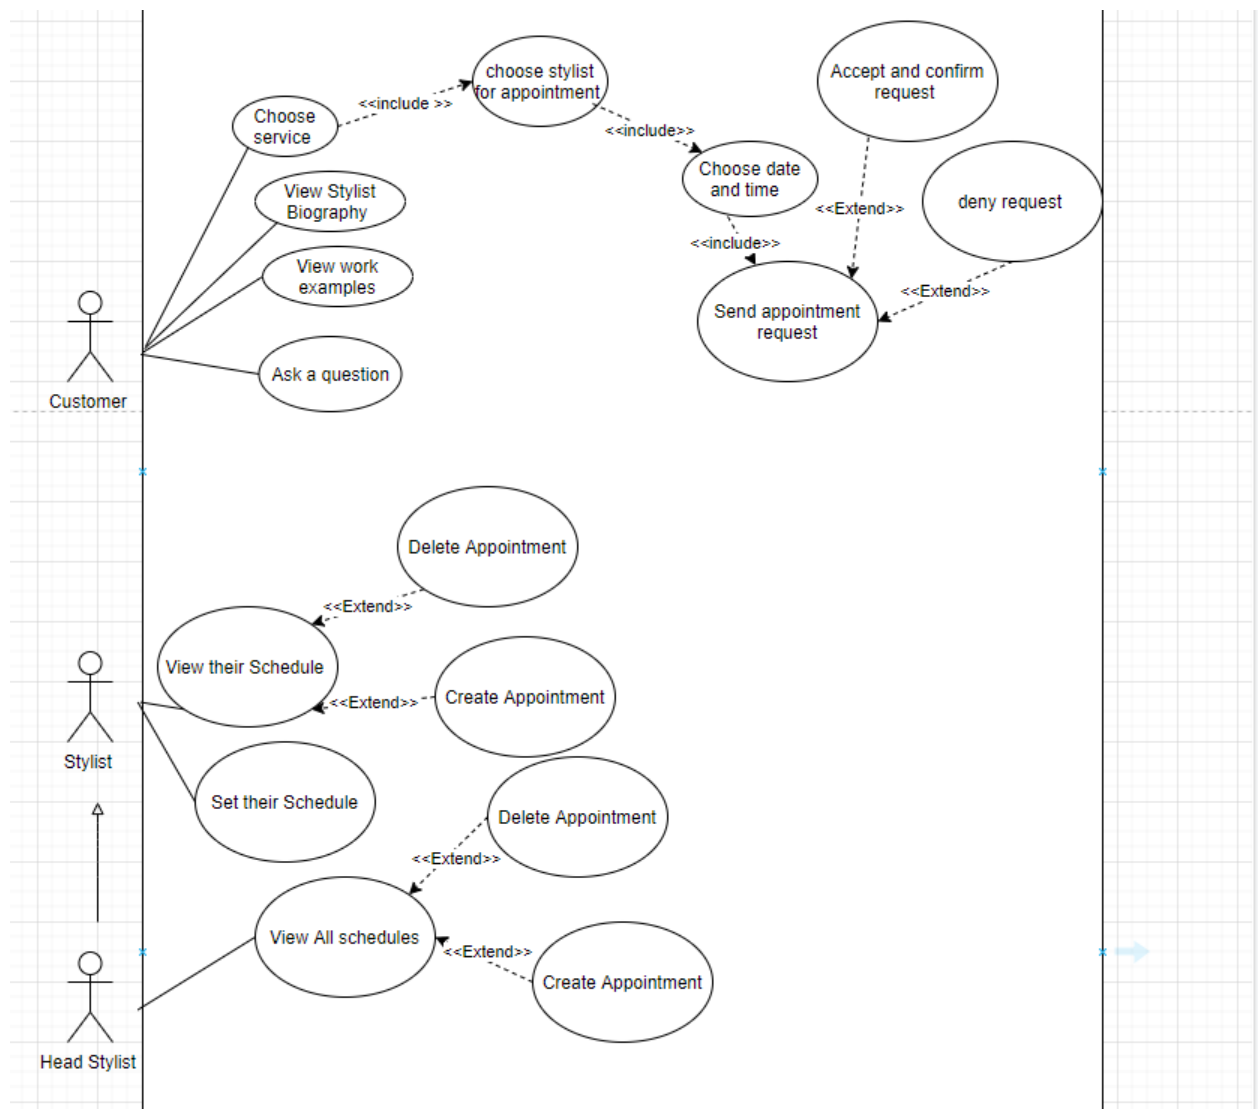 choose stylist
for appointment
Accept and confirm
request
<<include >>
Choose
service
<<include>>
Choose date
and time
View Stylist
Biography
<<Extend>>
deny request
<<include>>
View work
examples
<<Extend>>
Send appointment
request
Ask a question
Customer
Delete Appointment
<<Extend>>
View their Schedule
<<Extend>>
Create Appointment
Stylist
Set their Schedule
Delete Appointment
<<Extend>>
View All schedules
<<Extend>>
Create Appointment
Head Stylist